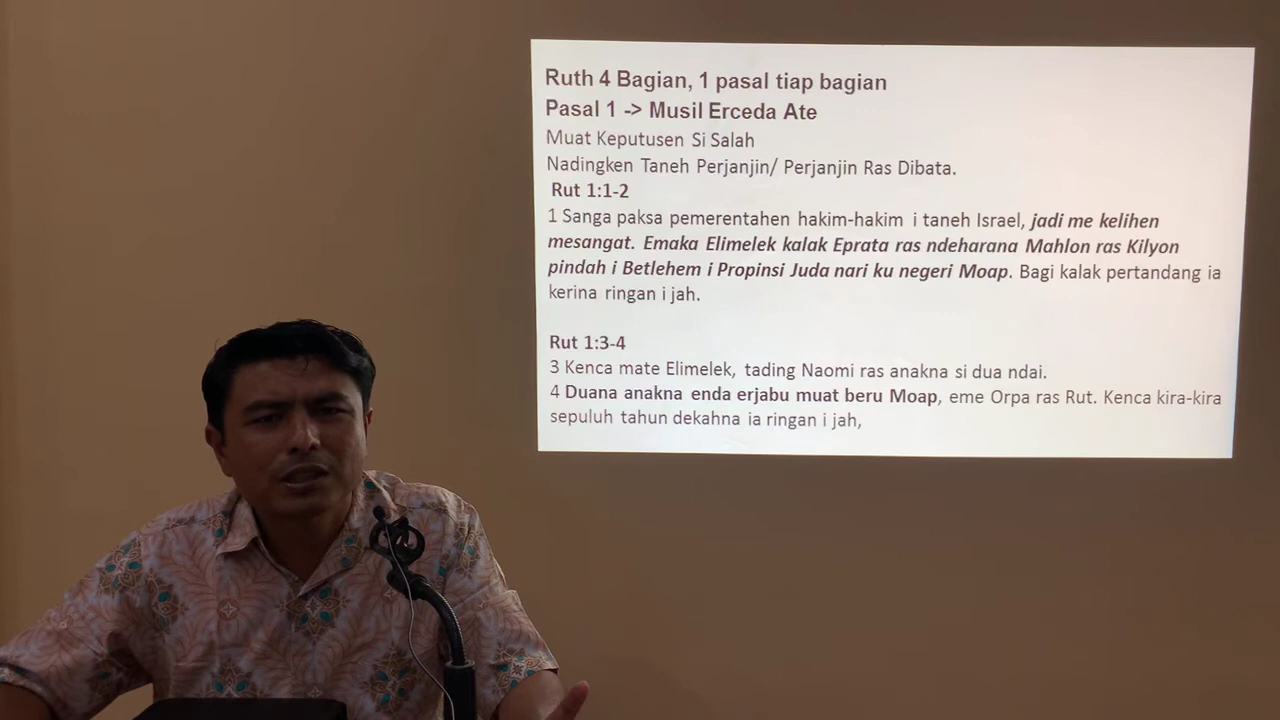 Ruth 4 Bagian, 1 pasal tiap bagian
Pasal 1 -> Musil Erceda Ate
Muat Keputusen Si Salah
Nadingken Taneh Perjanjin/ Perjanjin Ras Dibata.
Rut 1:1-2
1 Sanga paksa pemerentahen hakim-hakim i taneh Israel, jadi me kelihen
mesangat. Emaka Elimelek kalak Eprata ras ndeharana Mahlon ras Kilyon
pindah i Betlehem i Propinsi Juda nari ku negeri Moap. Bagi kalak pertandang ia
kerina ringan i jah.
Rut 1:3-4
3 Kenca mate Elimelek, tading Naomi ras anakna si dua ndai.
4 Duana anakna enda erjabu muat beru Moap, eme Orpa ras Rut. Kenca kira-kira
sepuluh tahun dekahna ia ringan i jah,